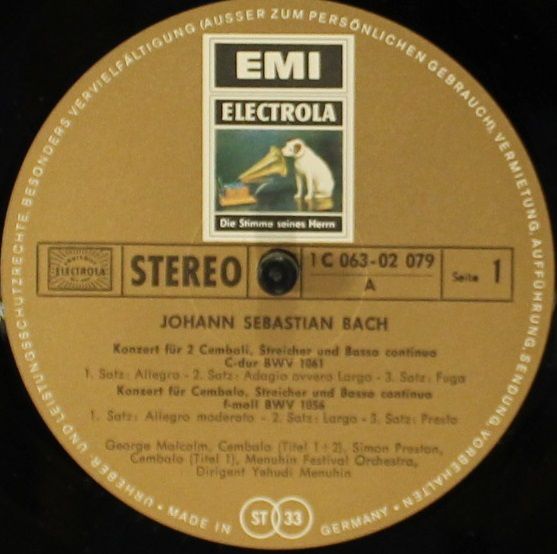 URHEBER- UND LEISTUNGSSCHUTZRECHTE, BESONDERS VERVIELFÄLTIGUNG (AUSSER ZUM PERSÖNLICHEN GEBRAUCH), VERMIETUNG, AUFFÜHRUNG, SENDUNG, VORBEHALTEN
EMI
ELECTROLA
Die Stimme seines Herrn
ELECTROLA
STEREO
1 C 063-02 079
A
Seite 1
JOHANN SEBASTIAN BACH
Konzert für 2 Cembali, Streicher und Basso continuo
C-dur BWV 1061
1. Satz: Allegro - 2. Satz: Adagio ovvero Largo - 3. Satz: Fuga
Konzert für Cembalo, Streicher und Basso continuo
f-moll BWV 1056
1. Satz: Allegro moderato - 2. Satz: Largo - 3. Satz: Presto
George Malcolm, Cembalo (Titel 1+2), Simon Preston,
Cembalo (Titel 1), Menuhin Festival Orchestra,
Dirigent Yehudi Menuhin
• MADE IN GERMANY •
ST 33